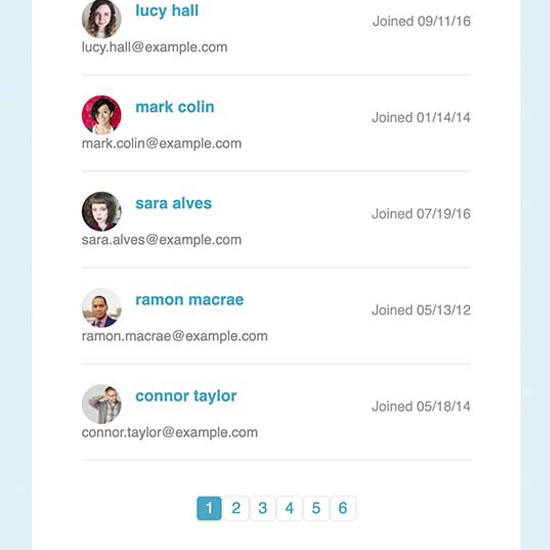 lucy hall
Joined 09/11/16
lucy.hall@example.com
mark colin
Joined 01/14/14
mark.colin@example.com
sara alves
Joined 07/19/16
sara.alves@example.com
ramon macrae
Joined 05/13/12
ramon.macrae@example.com
connor taylor
Joined 05/18/14
connor.taylor@example.com
1 2 3 4 5 6